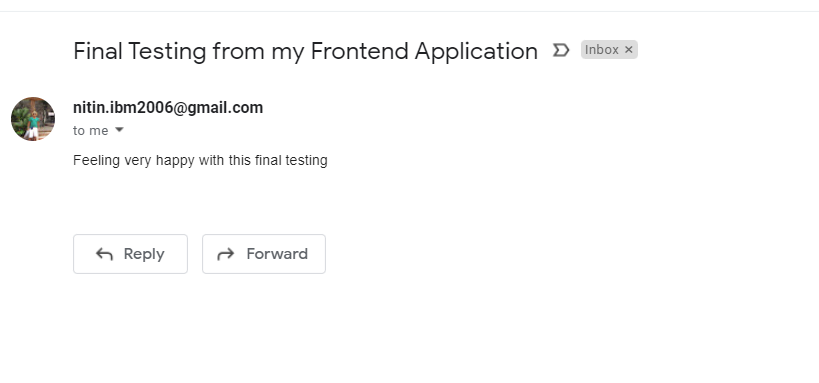 Final Testing from my Frontend Application Inbox ×
nitin.ibm2006@gmail.com
to me
Feeling very happy with this final testing
Reply Forward